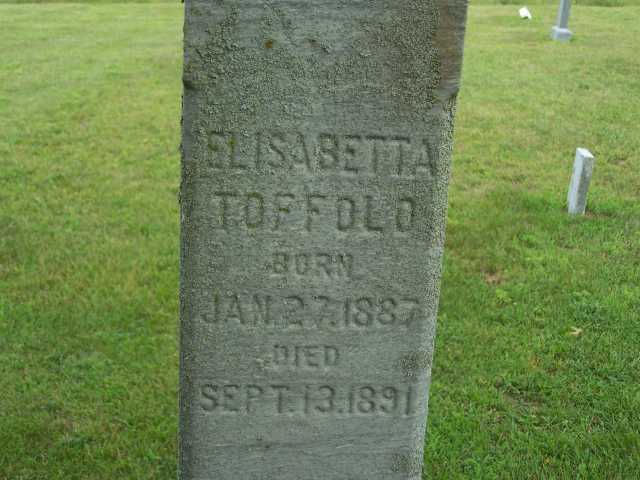 ELISABETTA
TOFFOLO
BORN
JAN.27.1887
DIED
SEPT.13.1891